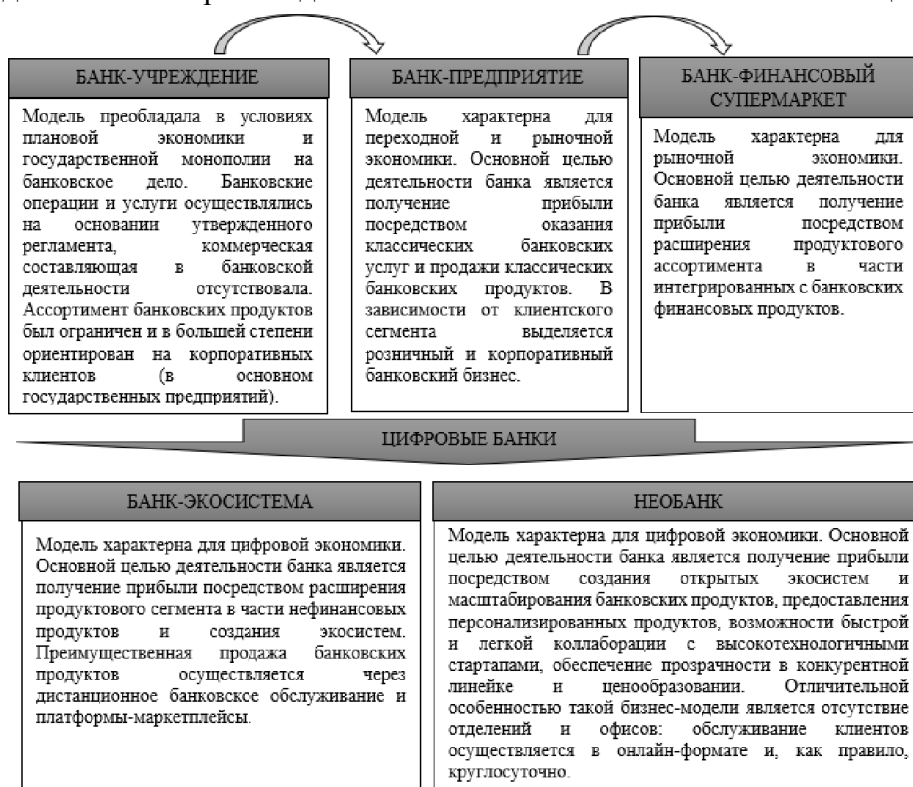 БАНК-УЧРЕЖДЕНИЕ
Модель преобладала в условиях
плановой экономики и
государственной монополии на
банковское дело. Банковские
операции и услуги осуществлялись
на основании утвержденного
регламента, коммерческая
составляющая в банковской
деятельности отсутствовала.
Ассортимент банковских продуктов
был ограничен и в большей степени
ориентирован на корпоративных
клиентов (в основном
государственных предприятий).
БАНК-ПРЕДПРИЯТИЕ
Модель характерна для
переходной и рыночной
экономики. Основной целью
деятельности банка является
получение прибыли
посредством оказания
классических банковских
услуг и продажи классических
банковских продуктов. В
зависимости от клиентского
сегмента выделяется
розничный и корпоративный
банковский бизнес.
БАНК-ФИНАНСОВЫЙ
СУПЕРМАРКЕТ
Модель характерна для
рыночной экономики.
Основной целью деятельности
банка является получение
прибыли посредством
расширения продуктового
ассортимента в части
интегрированных с банковских
финансовых продуктов.
ЦИФРОВЫЕ БАНКИ
БАНК-ЭКОСИСТЕМА
Модель характерна для цифровой экономики.
Основной целью деятельности банка является
получение прибыли посредством расширения
продуктового сегмента в части нефинансовых
продуктов и создания экосистем.
Преимущественная продажа банковских
продуктов осуществляется через
дистанционное банковское обслуживание и
платформы-маркетплейсы.
НЕОБАНК
Модель характерна для цифровой экономики. Основной
целью деятельности банка является получение прибыли
посредством создания открытых экосистем и
масштабирования банковских продуктов, предоставления
персонализированных продуктов, возможности быстрой
и легкой коллаборации с высокотехнологичными
стартапами, обеспечение прозрачности в конкурентной
линейке и ценообразовании. Отличительной
особенностью такой бизнес-модели является отсутствие
отделений и офисов: обслуживание клиентов
осуществляется в онлайн-формате и, как правило,
круглосуточно.